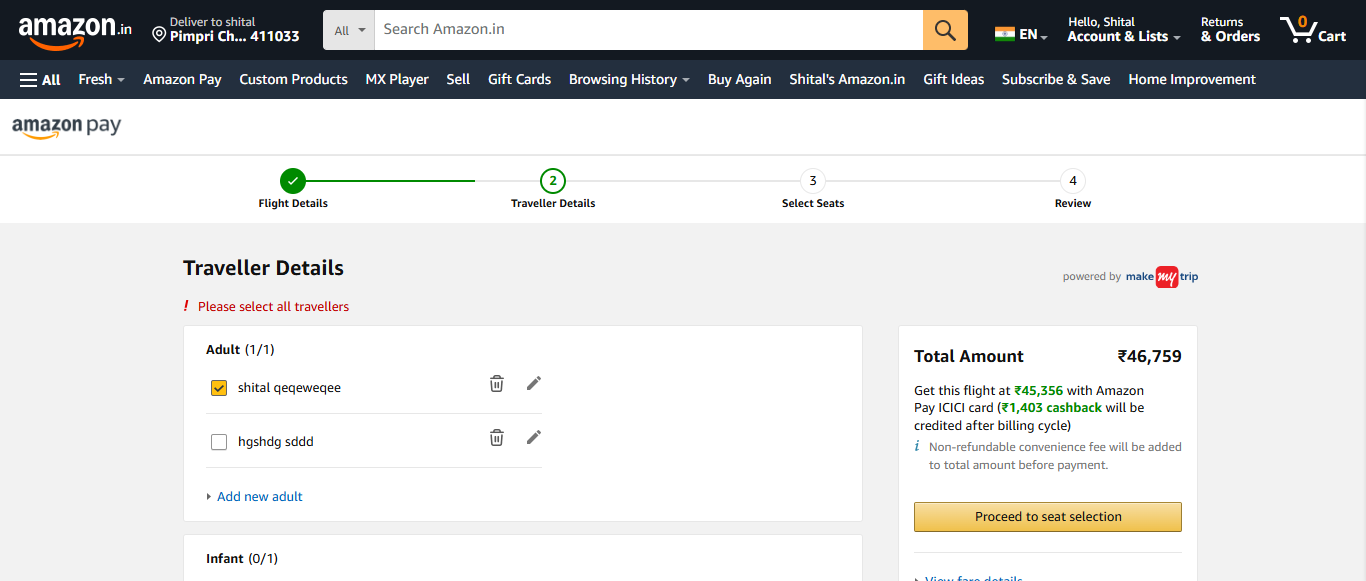 amazon.in
Deliver to shital
Pimpri Ch... 411033
All
Search Amazon.in
EN
Hello, Shital
Account & Lists
Returns
& Orders
0
Cart
All
Fresh
Amazon Pay
Custom Products
MX Player
Sell
Gift Cards
Browsing History
Buy Again
Shital's Amazon.in
Gift Ideas
Subscribe & Save
Home Improvement
amazon pay
2
3
4
Flight Details
Traveller Details
Select Seats
Review
Traveller Details
powered by make my trip
! Please select all travellers
Adult (1/1)
shital qeqeweqee
hgshdg sddd
Add new adult
Infant (0/1)
Total Amount ₹46,759
Get this flight at ₹45,356 with Amazon
Pay ICICI card (₹1,403 cashback will be
credited after billing cycle)
i Non-refundable convenience fee will be added
to total amount before payment.
Proceed to seat selection
View fare details